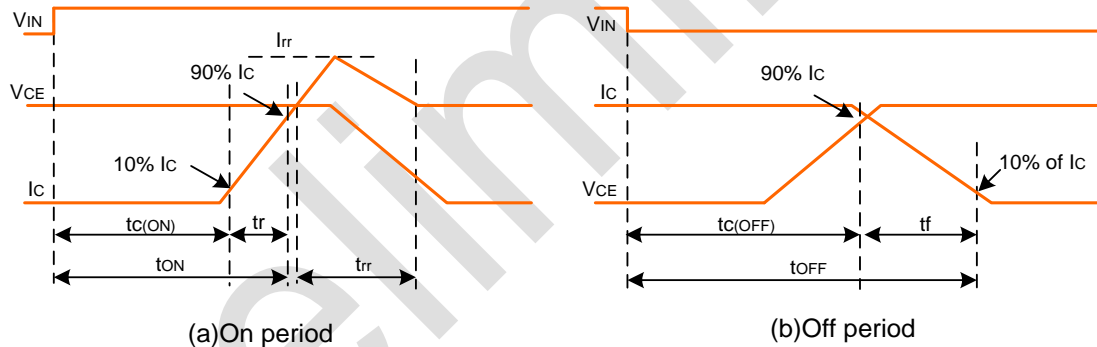 VIN
Irr
90% IC
VCE
10% IC
IC
tc(ON)
tr
tON
trr
(a)On period
VIN
90% IC
IC
10% of IC
VCE
tc(OFF)
tf
tOFF
(b)Off period
elim